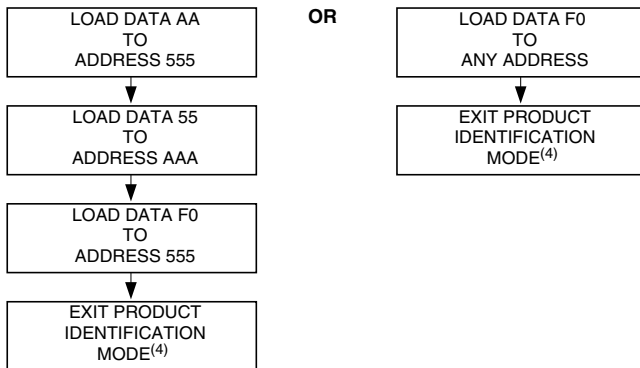 LOAD DATA AA
TO
ADDRESS 555
LOAD DATA 55
TO
ADDRESS AAA
LOAD DATA F0
TO
ADDRESS 555
EXIT PRODUCT
IDENTIFICATION
MODE(4)
OR
LOAD DATA F0
TO
ANY ADDRESS
EXIT PRODUCT
IDENTIFICATION
MODE(4)